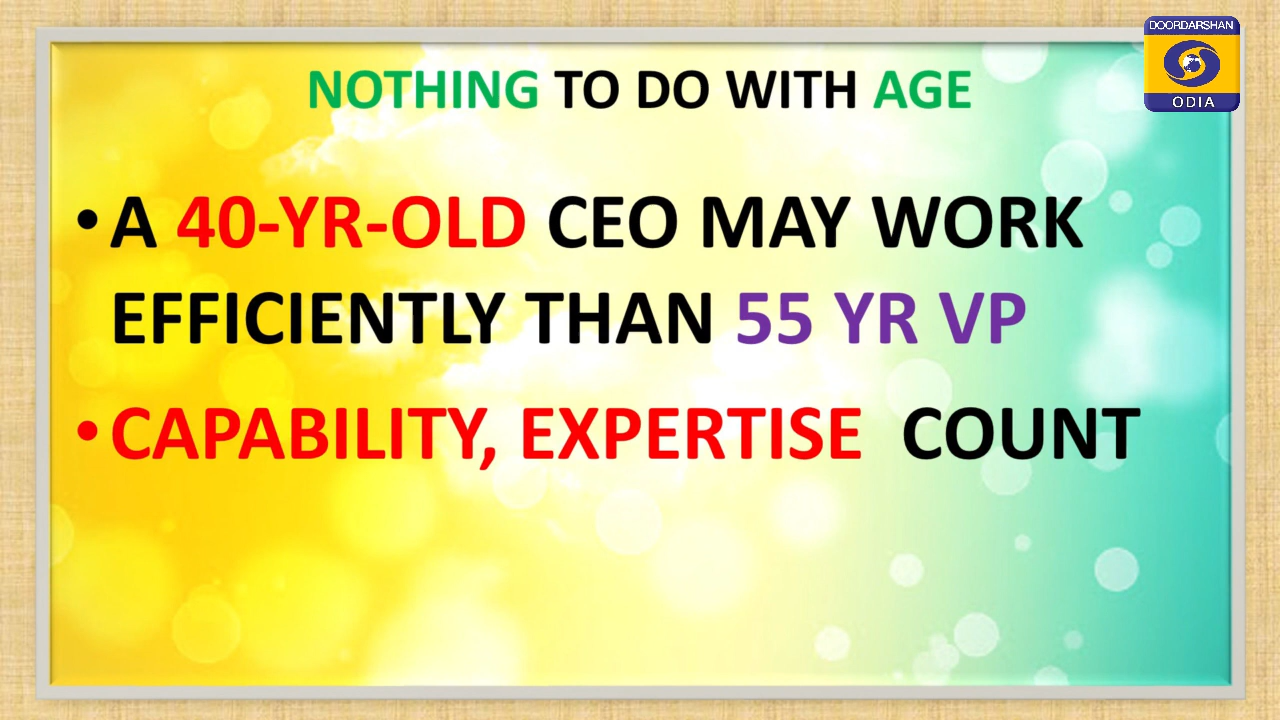 DOORDARSHAN
ODIA
NOTHING TO DO WITH AGE
•A 40-YR-OLD CEO MAY WORK
EFFICIENTLY THAN 55 YR VP
•CAPABILITY, EXPERTISE COUNT